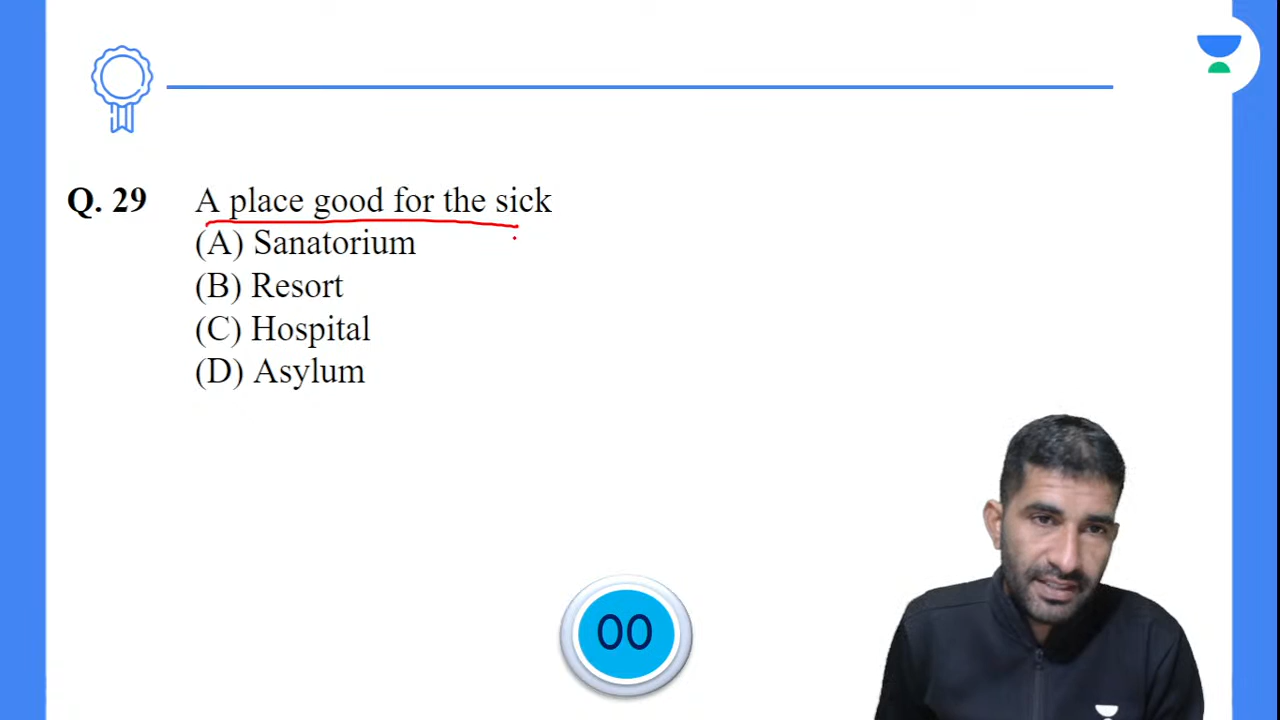 Q. 29 A place good for the sick
(A) Sanatorium
(B) Resort
(C) Hospital
(D) Asylum
00